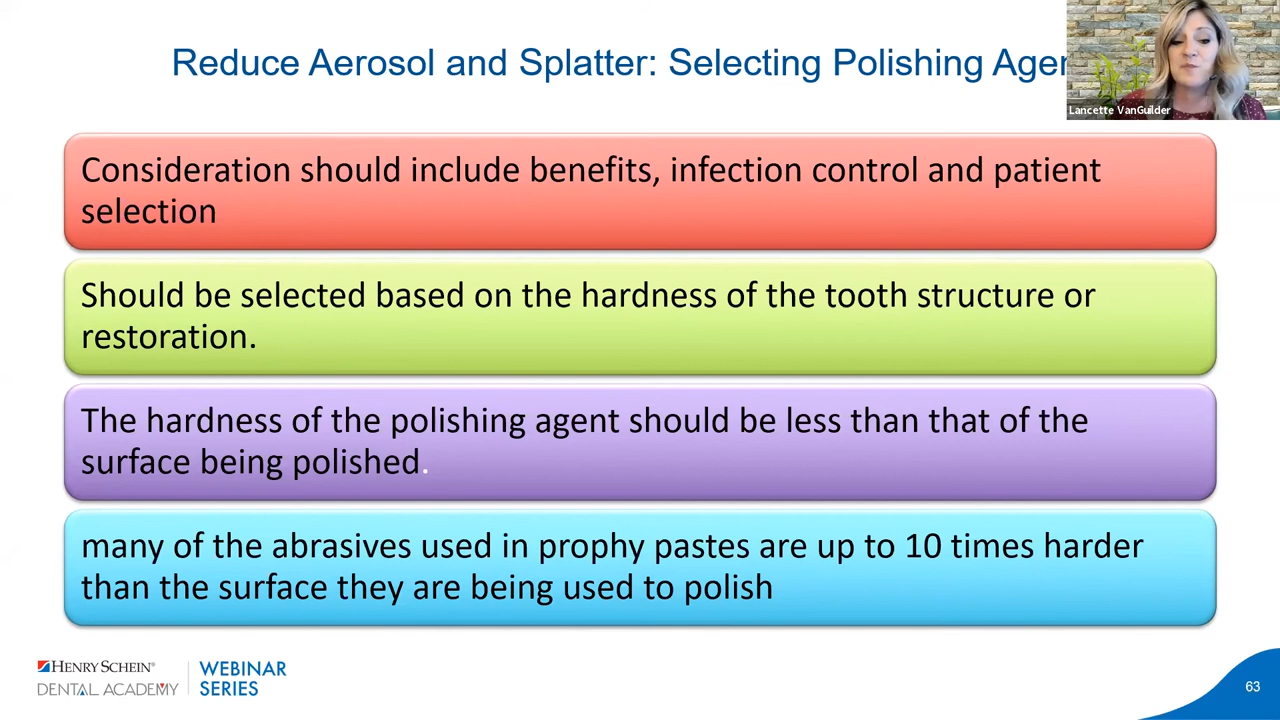 Reduce Aerosol and Splatter: Selecting Polishing Agen
Lancette VanGuilder
Consideration should include benefits, infection control and patient
selection
Should be selected based on the hardness of the tooth structure or
restoration.
The hardness of the polishing agent should be less than that of the
surface being polished.
many of the abrasives used in prophy pastes are up to 10 times harder
than the surface they are being used to polish
HENRY SCHEIN®
DENTAL ACADEMY
WEBINAR
SERIES
63